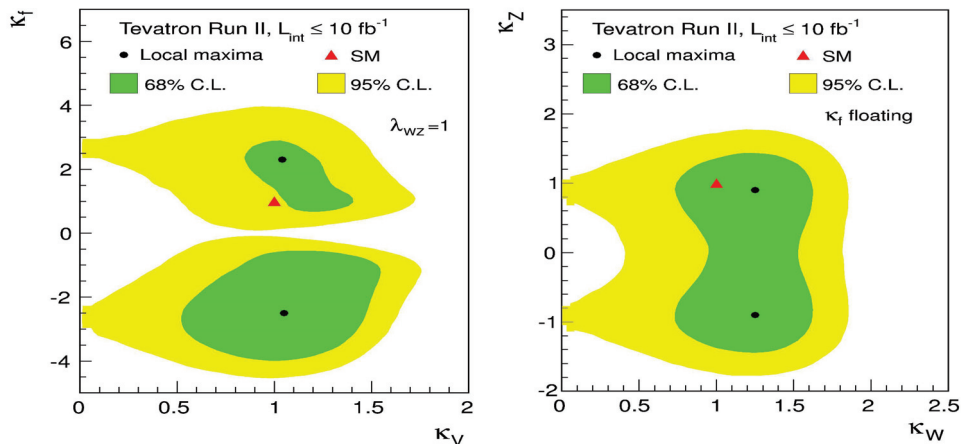 κf
Tevatron Run II, Lint ≤ 10 fb-1
Local maxima
SM
68% C.L.
95% C.L.
λWZ=1
6
4
2
0
-2
-4
0
0.5
1
1.5
2
κV
κZ
Tevatron Run II, Lint ≤ 10 fb-1
Local maxima
SM
68% C.L.
95% C.L.
κf floating
3
2
1
0
-1
-2
0
0.5
1
1.5
2
2.5
κW